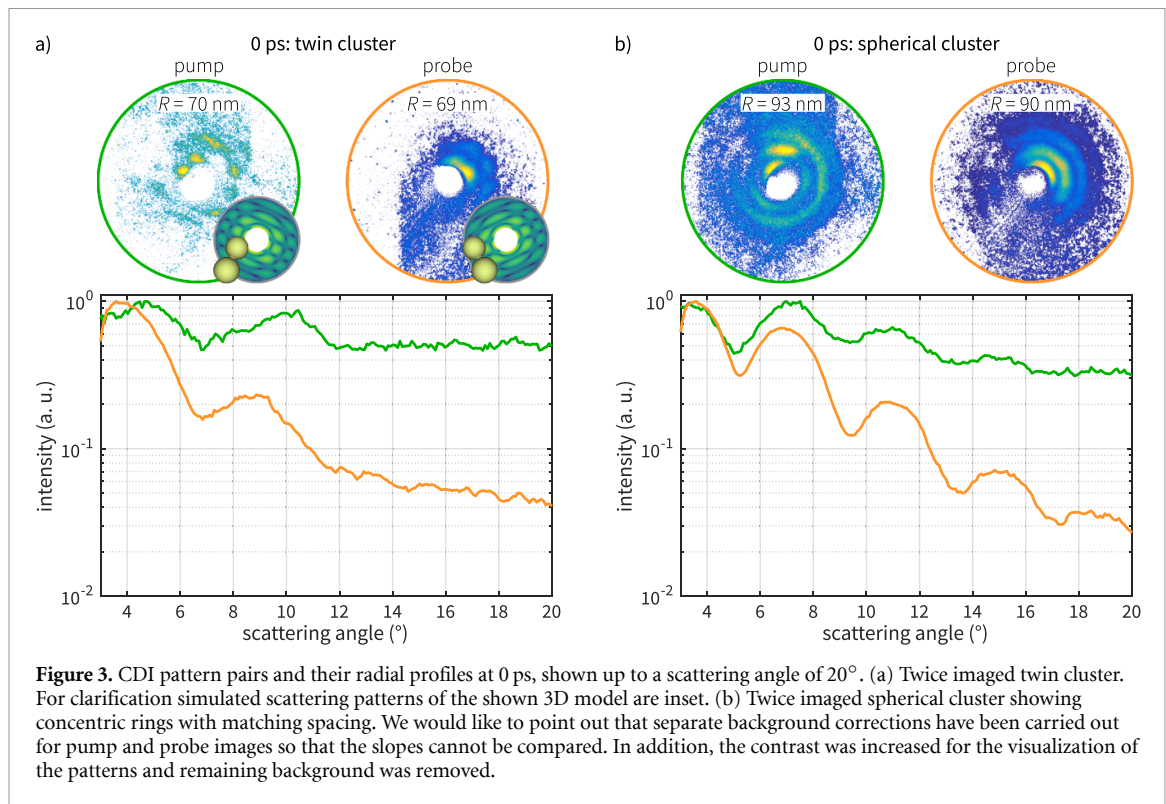 a)
0 ps: twin cluster
pump
probe
R = 70 nm
R = 69 nm
b)
0 ps: spherical cluster
pump
probe
R = 93 nm
R = 90 nm
10^0
10^-1
10^-2
intensity (a. u.)
4 6 8 10 12 14 16 18 20
scattering angle (°)
10^0
10^-1
10^-2
intensity (a. u.)
4 6 8 10 12 14 16 18 20
scattering angle (°)
Figure 3. CDI pattern pairs and their radial profiles at 0 ps, shown up to a scattering angle of 20°. (a) Twice imaged twin cluster.
For clarification simulated scattering patterns of the shown 3D model are inset. (b) Twice imaged spherical cluster showing
concentric rings with matching spacing. We would like to point out that separate background corrections have been carried out
for pump and probe images so that the slopes cannot be compared. In addition, the contrast was increased for the visualization of
the patterns and remaining background was removed.